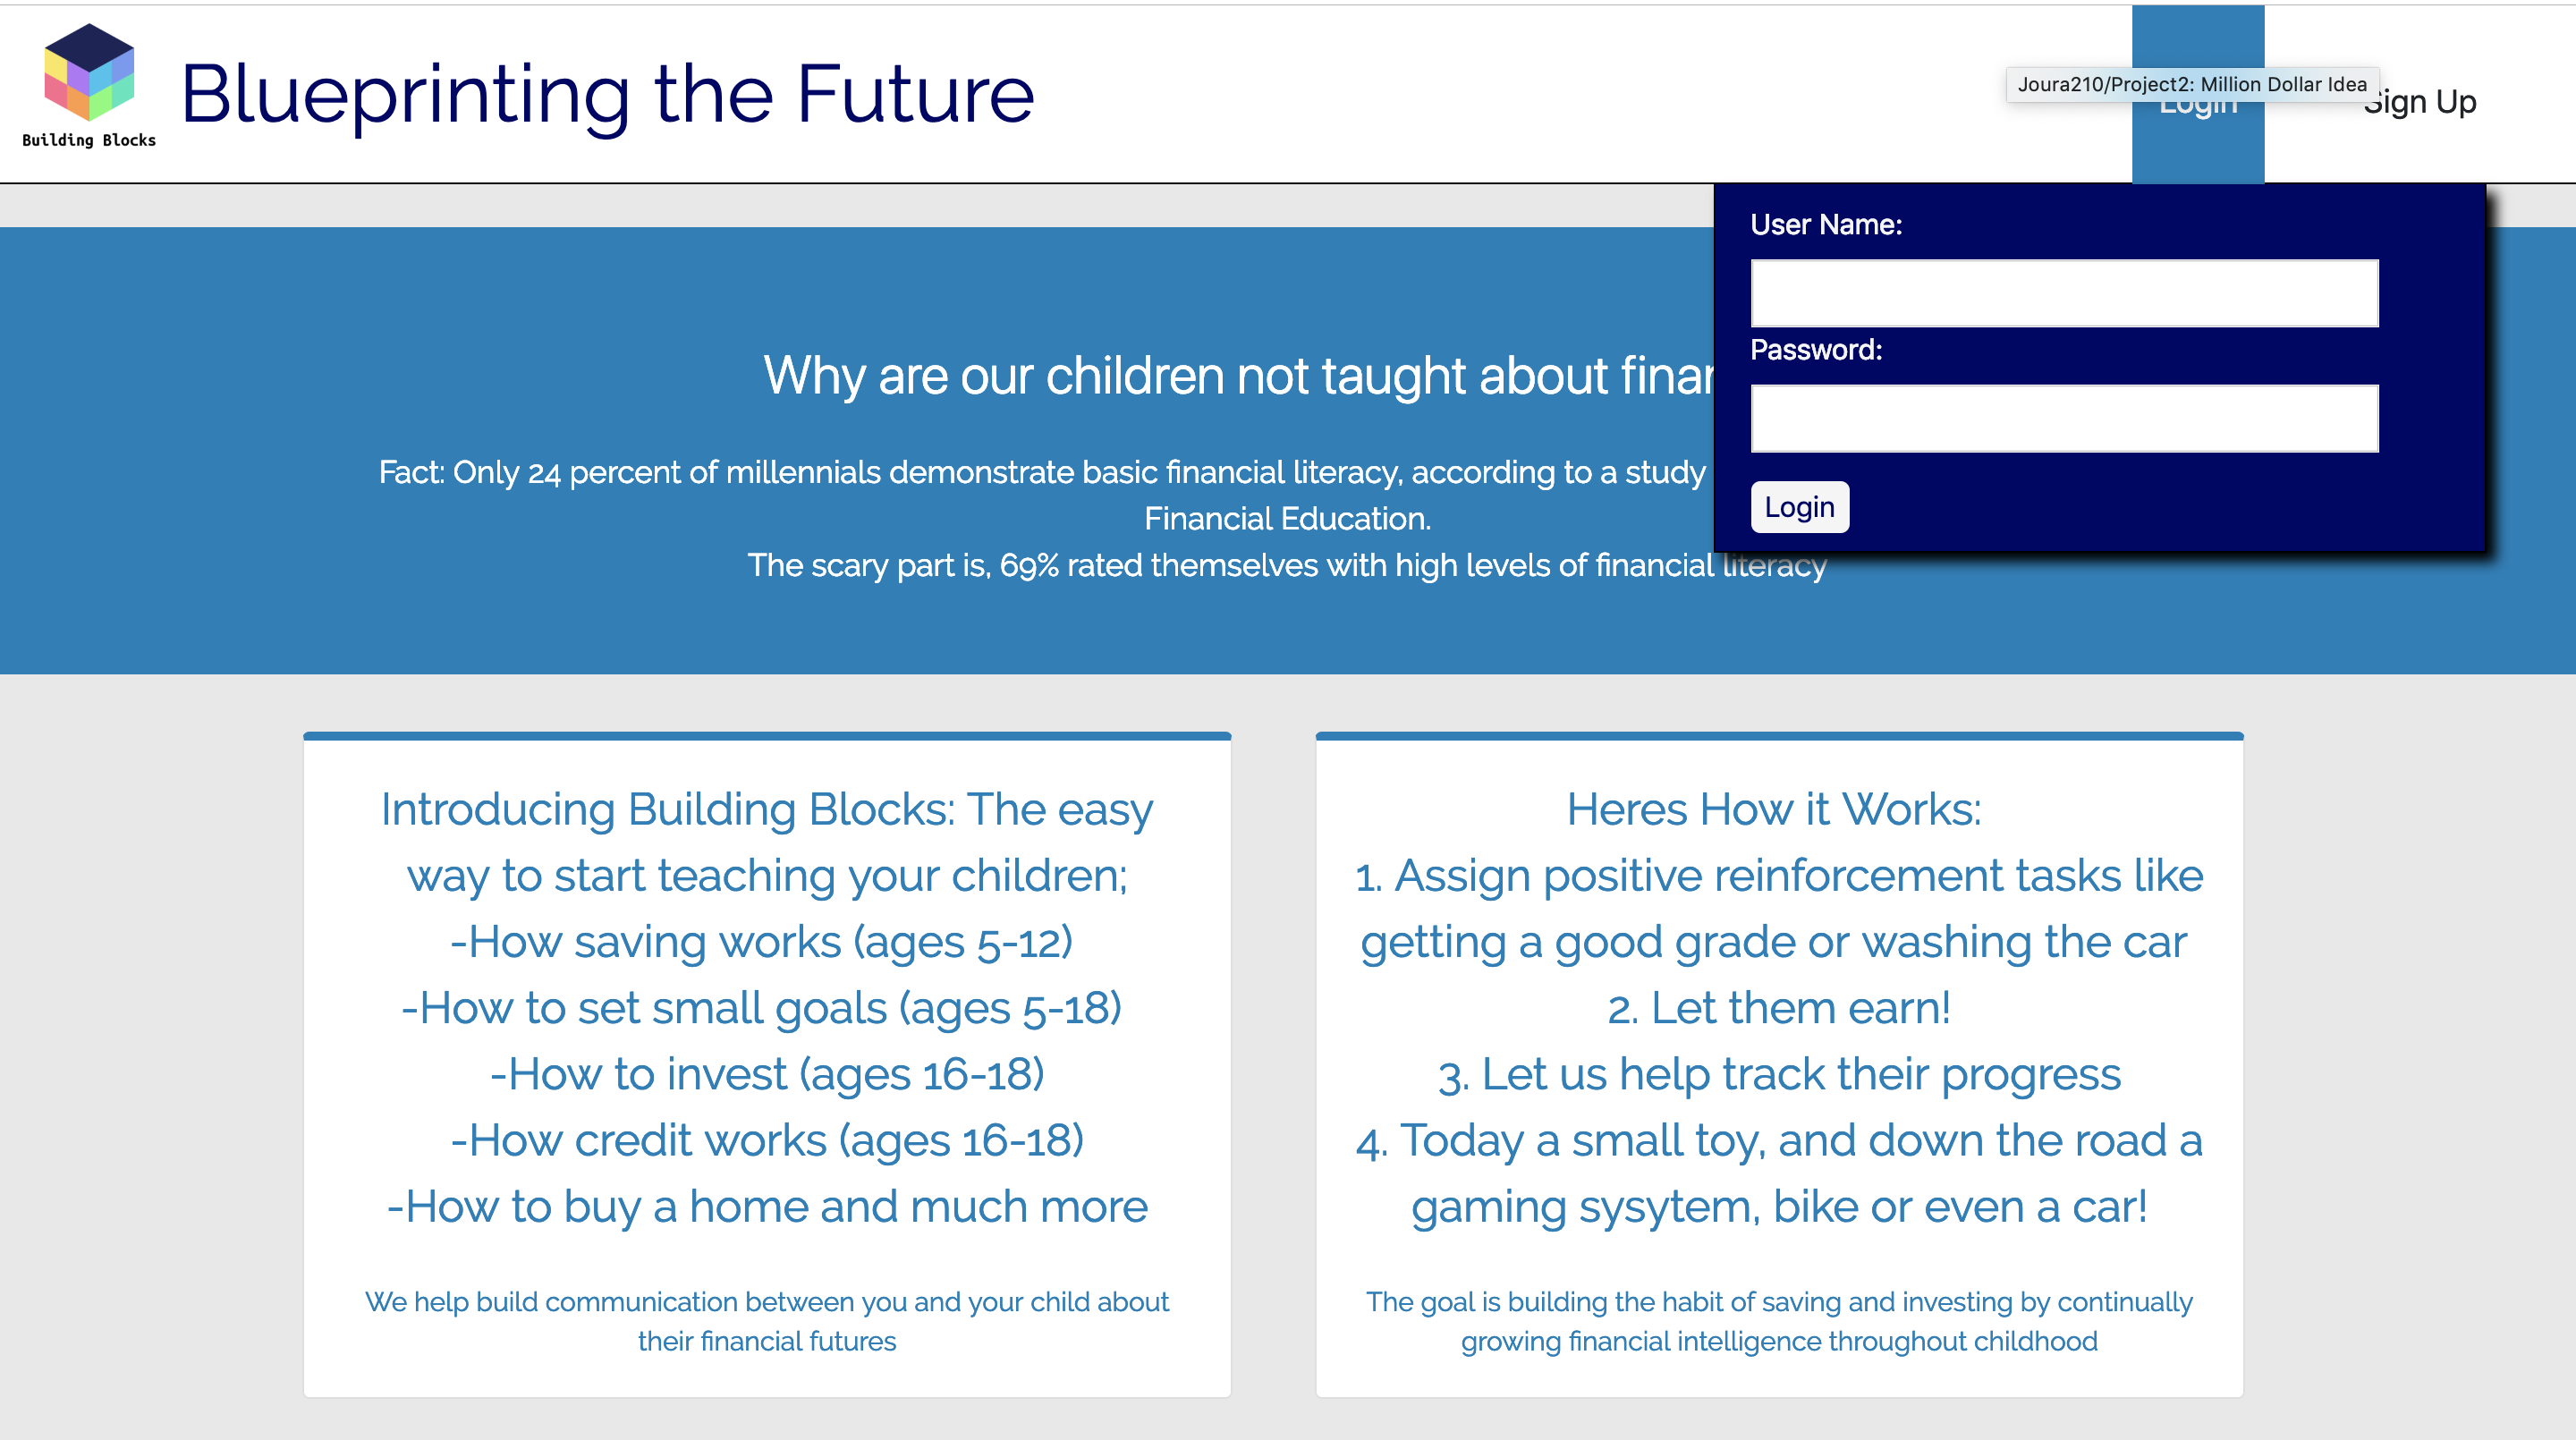 Building Blocks
Blueprinting the Future
Joura210/Project2: Million Dollar Idea
Login
Sign Up
User Name:
Password:
Login
Why are our children not taught about
Fact: Only 24 percent of millennials demonstrate basic financial literacy, according to a study
Financial Education.
The scary part is, 69% rated themselves with high levels of financial literacy
Introducing Building Blocks: The easy
way to start teaching your children;
-How saving works (ages 5-12)
-How to set small goals (ages 5-18)
-How to invest (ages 16-18)
-How credit works (ages 16-18)
-How to buy a home and much more
We help build communication between you and your child about
their financial futures
Heres How it Works:
1. Assign positive reinforcement tasks like
getting a good grade or washing the car
2. Let them earn!
3. Let us help track their progress
4. Today a small toy, and down the road a
gaming sysytem, bike or even a car!
The goal is building the habit of saving and investing by continually
growing financial intelligence throughout childhood